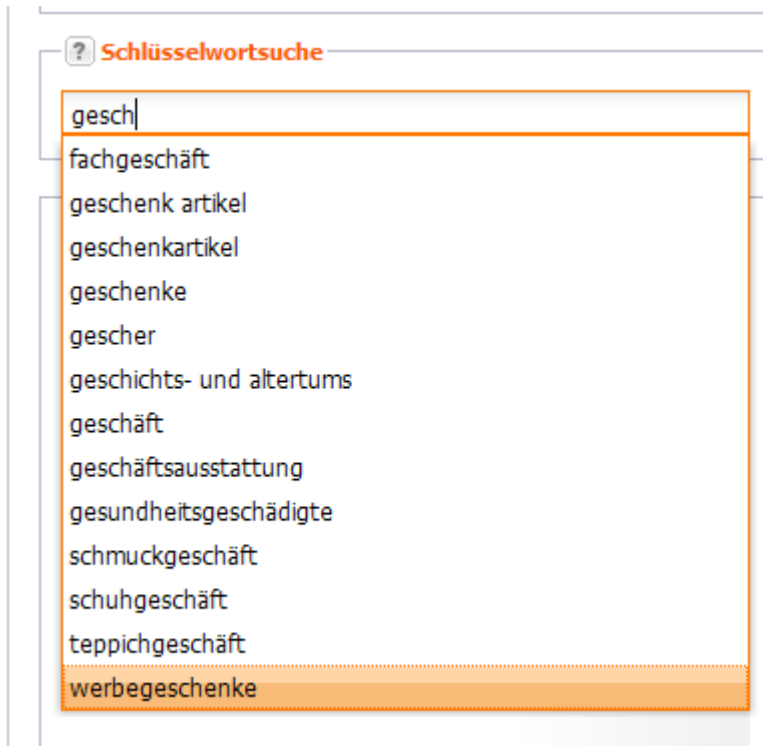 ? Schlüsselwortsuche
gesch
fachgeschäft
geschenk artikel
geschenkartikel
geschenke
gescher
geschichts- und altertums
geschäft
geschäftsausstattung
gesundheitsgeschädigte
schmuckgeschäft
schuhgeschäft
teppichgeschäft
werbegeschenke